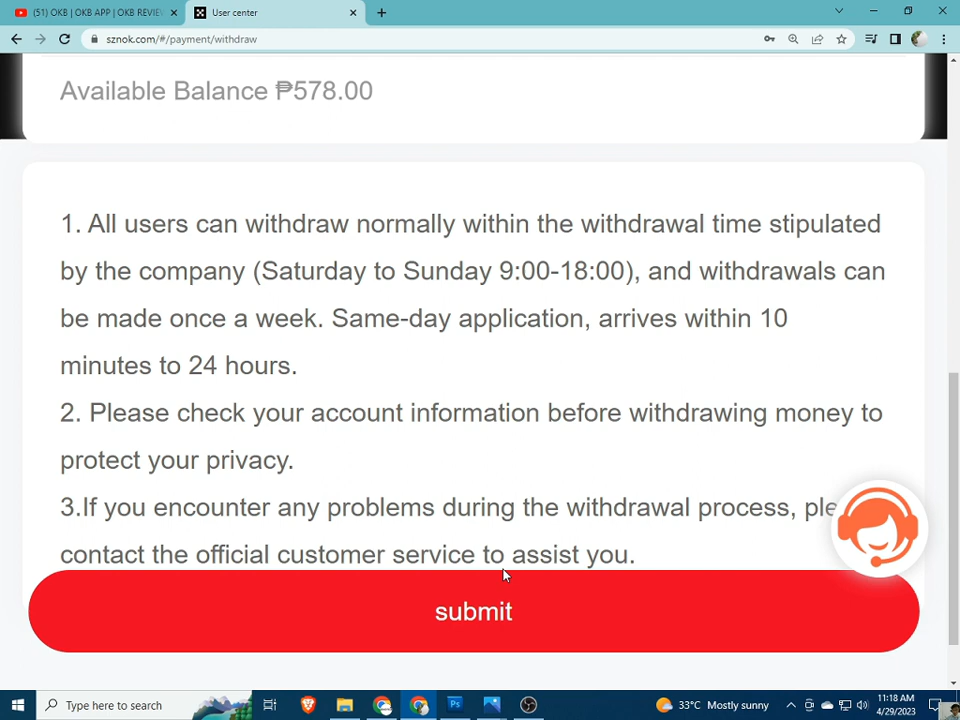 (51) OKB | OKB APP | OKB REVIE
User center
sznok.com/#/payment/withdraw
Available Balance ₱578.00
1. All users can withdraw normally within the withdrawal time stipulated
by the company (Saturday to Sunday 9:00-18:00), and withdrawals can
be made once a week. Same-day application, arrives within 10
minutes to 24 hours.
2. Please check your account information before withdrawing money to
protect your privacy.
3.If you encounter any problems during the withdrawal process, ple
contact the official customer service to assist you.
submit
Type here to search
Ps
33°C Mostly sunny
11:18 AM
4/29/2023